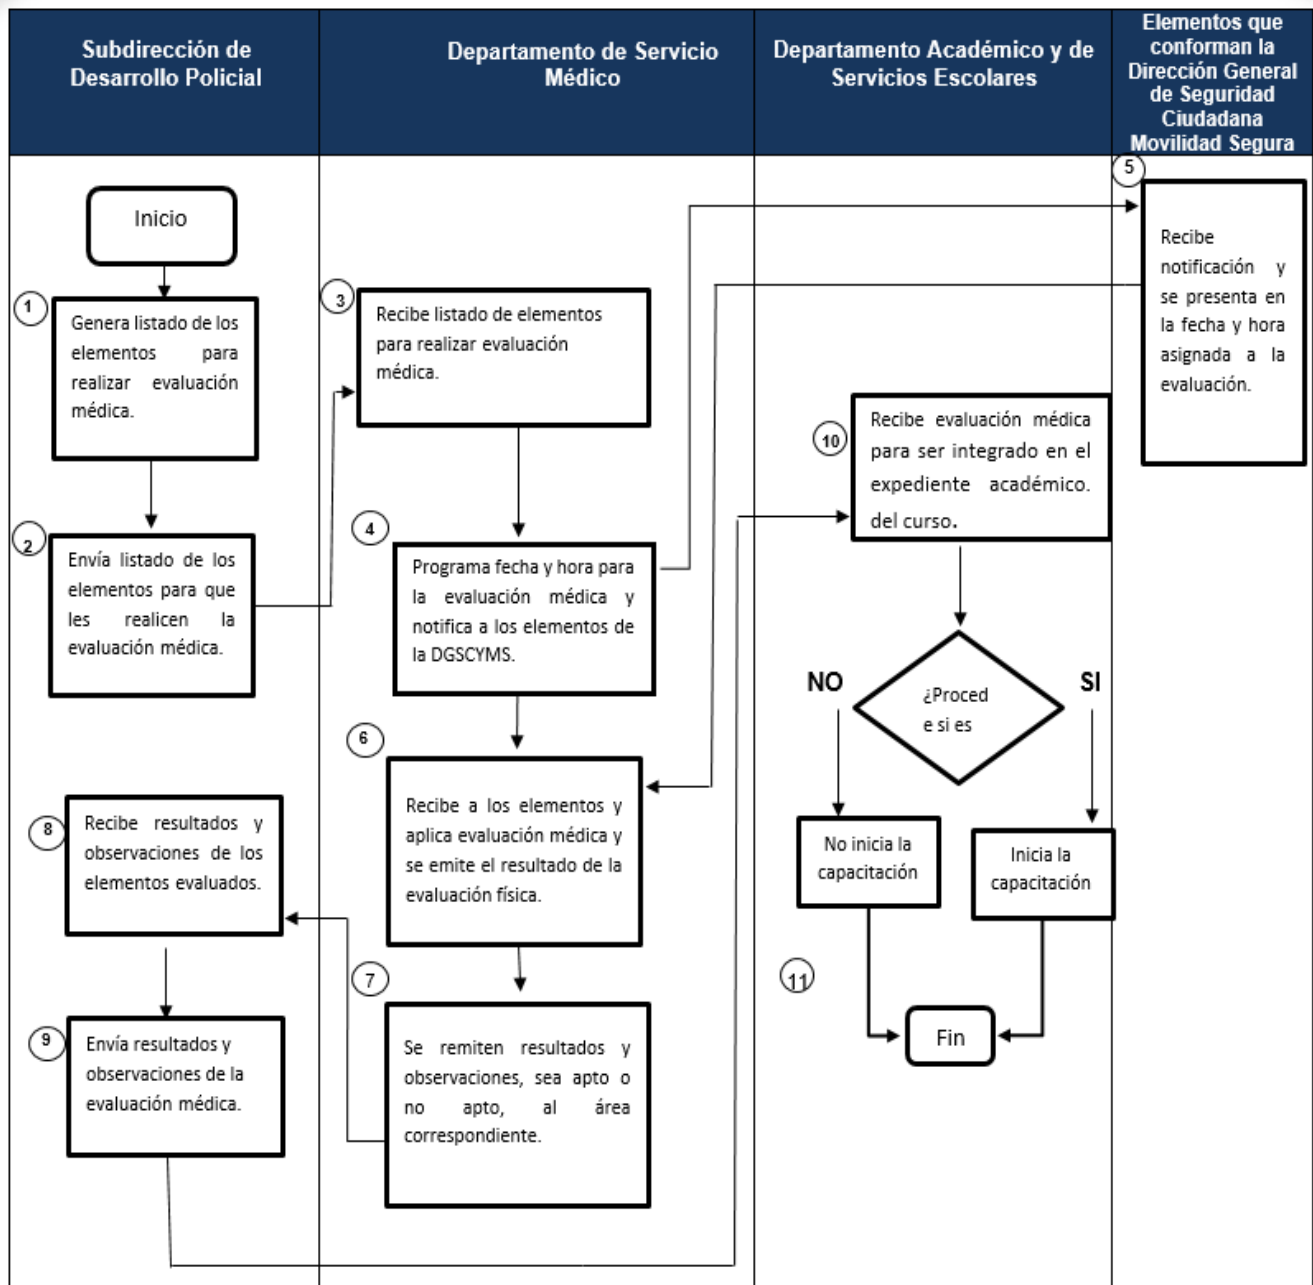 Subdirección de
Desarrollo Policial
Departamento de Servicio
Médico
Departamento Académico y de
Servicios Escolares
Elementos que
conforman la
Dirección General
de Seguridad
Ciudadana
Movilidad Segura
Inicio
1
Genera listado de los
elementos para
realizar evaluación
médica.
2
Envía listado de los
elementos para que
les realicen la
evaluación médica.
3
Recibe listado de elementos
para realizar evaluación
médica.
4
Programa fecha y hora para
la evaluación médica y
notifica a los elementos de
la DGSCYMS.
5
Recibe
notificación y
se presenta en
la fecha y hora
asignada a la
evaluación.
6
Recibe a los elementos y
aplica evaluación médica y
se emite el resultado de la
evaluación física.
7
Se remiten resultados y
observaciones, sea apto o
no apto, al área
correspondiente.
8
Recibe resultados y
observaciones de los
elementos evaluados.
9
Envía resultados y
observaciones de la
evaluación médica.
10
Recibe evaluación médica
para ser integrado en el
expediente académico.
del curso.
NO
¿Proced
e si es
SI
No inicia la
capacitación
Inicia la
capacitación
11
Fin